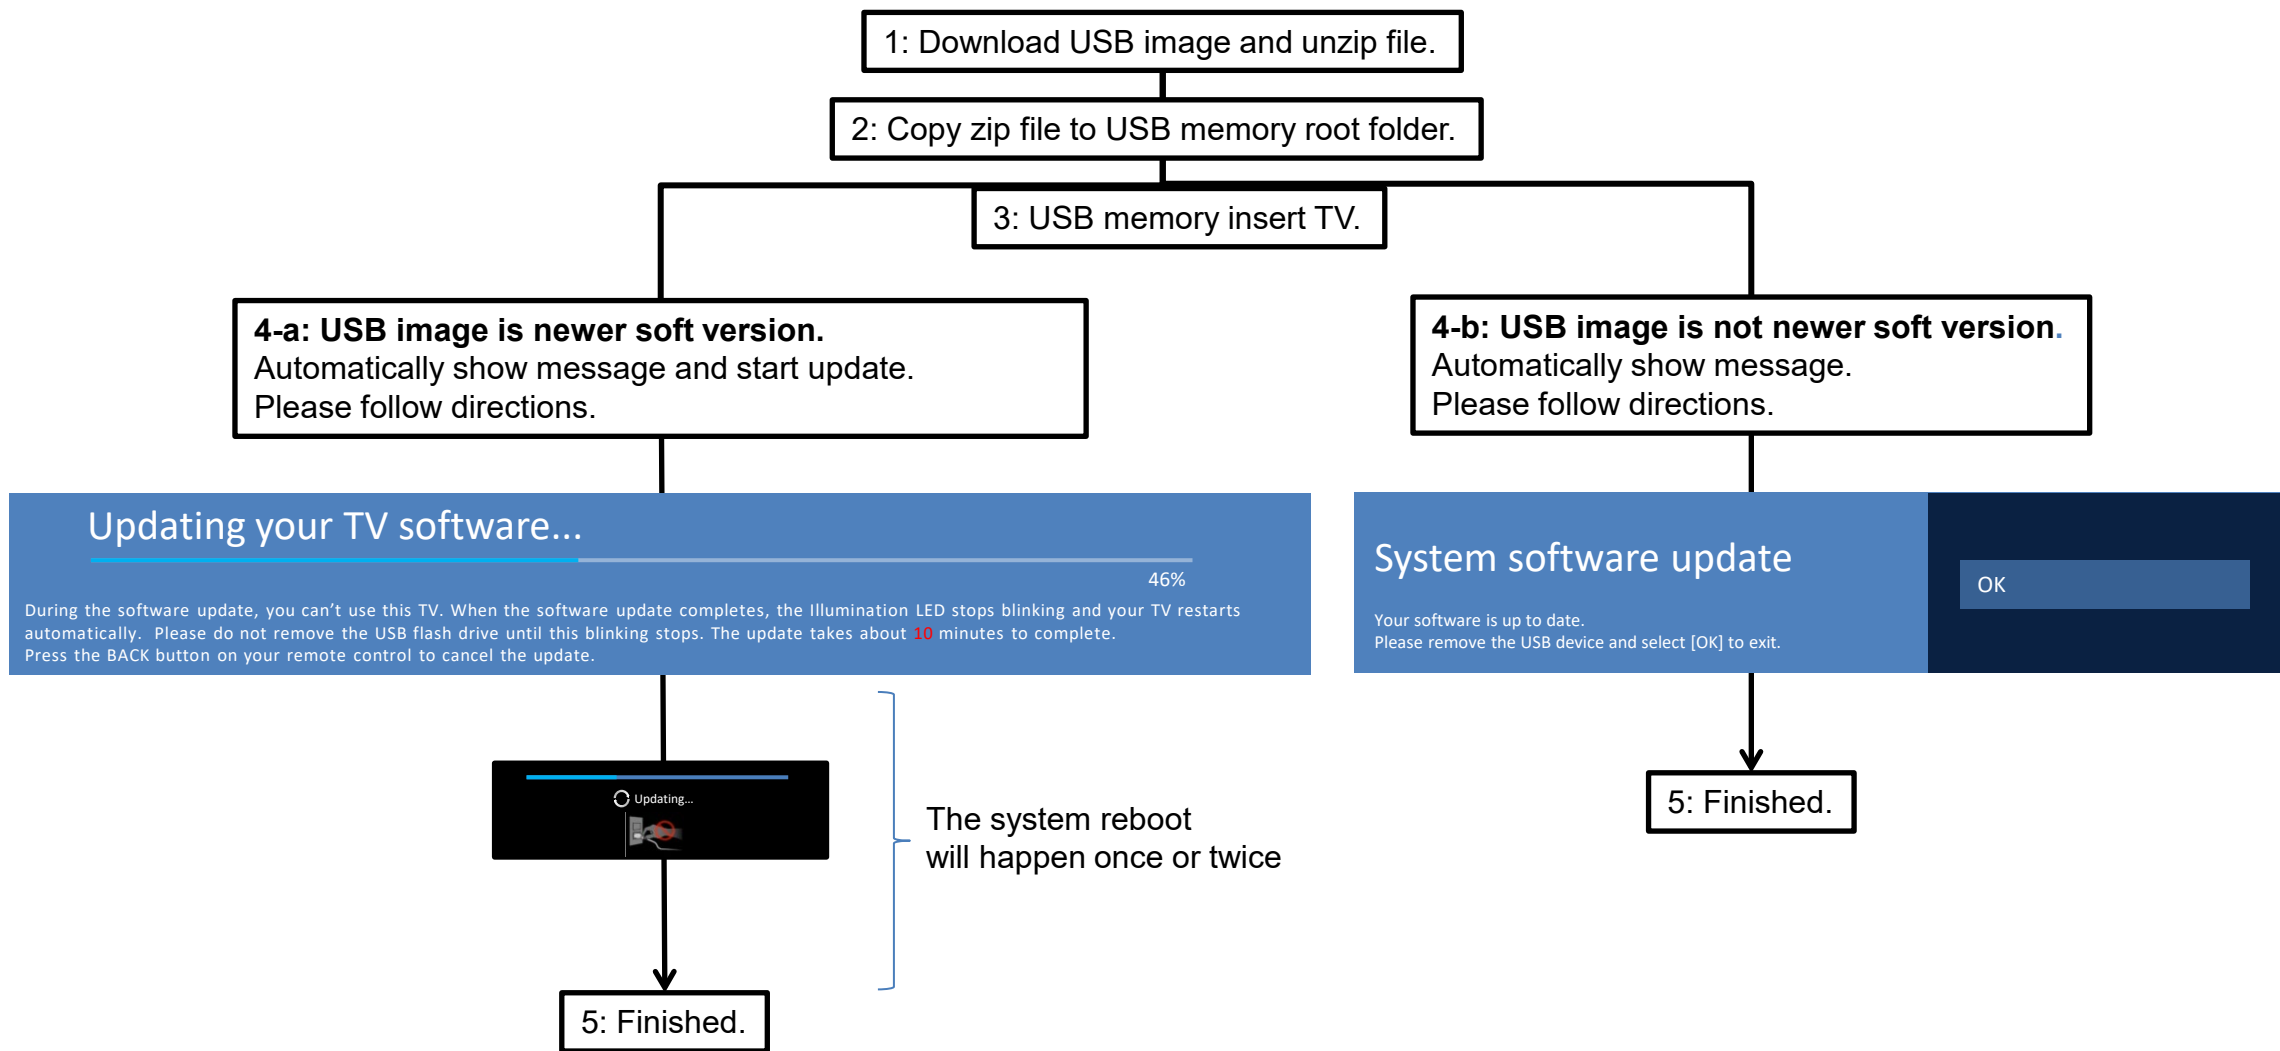 1: Download USB image and unzip file.
2: Copy zip file to USB memory root folder.
3: USB memory insert TV.
4-a: USB image is newer soft version.
Automatically show message and start update.
Please follow directions.
4-b: USB image is not newer soft version.
Automatically show message.
Please follow directions.
Updating your TV software...
46%
During the software update, you can’t use this TV. When the software update completes, the Illumination LED stops blinking and your TV restarts
automatically. Please do not remove the USB flash drive until this blinking stops. The update takes about 10 minutes to complete.
Press the BACK button on your remote control to cancel the update.
System software update
Your software is up to date.
Please remove the USB device and select [OK] to exit.
OK
Updating...
The system reboot
will happen once or twice
5: Finished.
5: Finished.